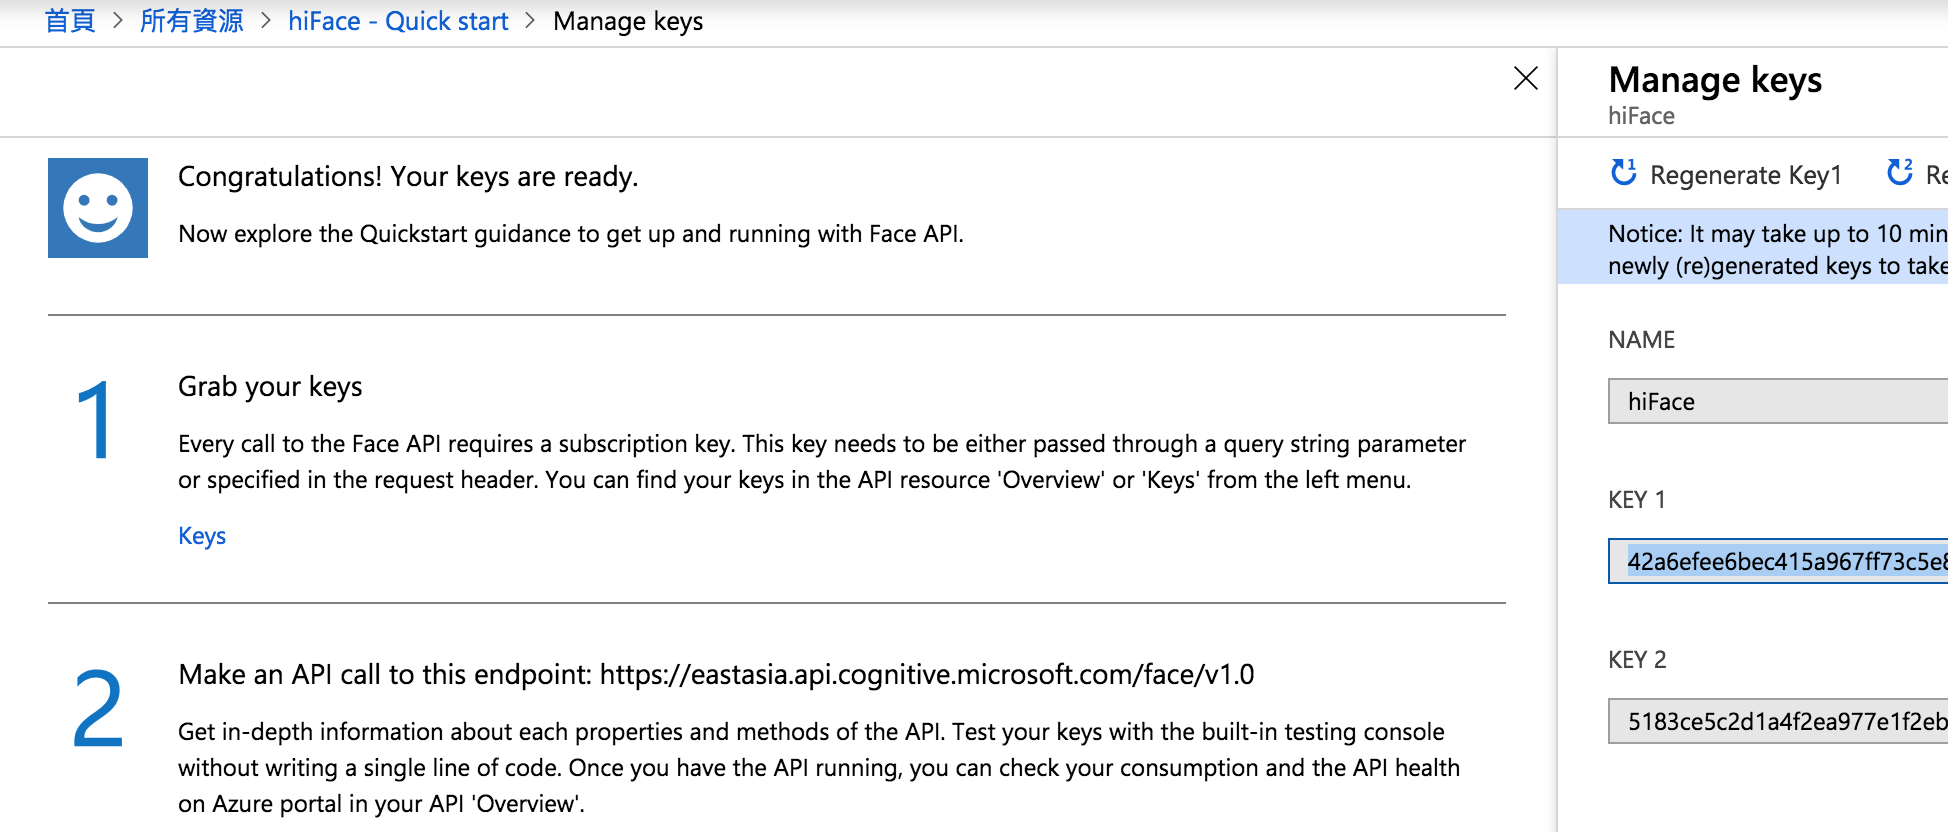 首頁 > 所有資源 > hiFace - Quick start > Manage keys
Congratulations! Your keys are ready.
Now explore the Quickstart guidance to get up and running with Face API.
1
Grab your keys
Every call to the Face API requires a subscription key. This key needs to be either passed through a query string parameter
or specified in the request header. You can find your keys in the API resource 'Overview' or 'Keys' from the left menu.
Keys
2
Make an API call to this endpoint: https://eastasia.api.cognitive.microsoft.com/face/v1.0
Get in-depth information about each properties and methods of the API. Test your keys with the built-in testing console
without writing a single line of code. Once you have the API running, you can check your consumption and the API health
on Azure portal in your API 'Overview'.
Manage keys
hiFace
1 Regenerate Key1 2 Re
Notice: It may take up to 10 min
newly (re)generated keys to take
NAME
hiFace
KEY 1
42a6efee6bec415a967ff73c5e8
KEY 2
5183ce5c2d1a4f2ea977e1f2eb